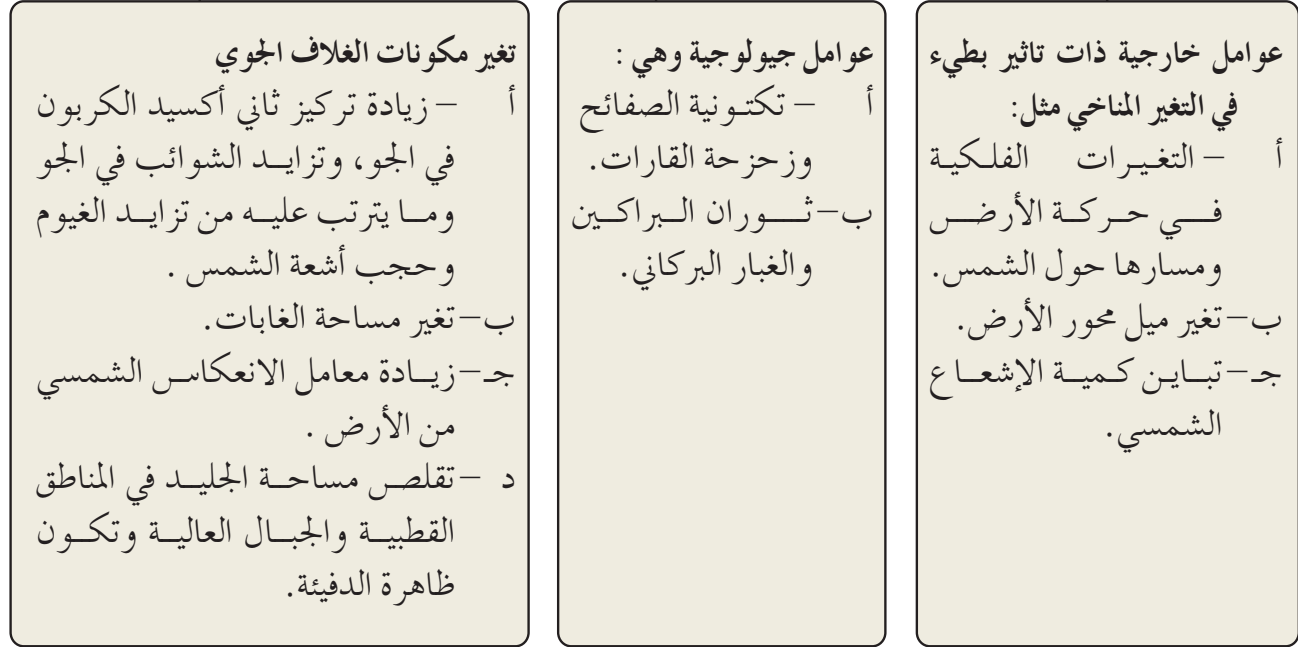 عوامل خارجية ذات تاثير بطيء
في التغير المناخي مثل:
أ – التغيرات الفلكية
في حركة الأرض
ومسارها حول الشمس.
ب–تغير ميل محور الأرض.
جـ–تباين كمية الإشعاع
الشمسي.
عوامل جيولوجية وهي :
أ – تكتونية الصفائح
وزحزحة القارات.
ب–ثوران البراكين
والغبار البركاني.
تغير مكونات الغلاف الجوي
أ – زيادة تركيز ثاني أكسيد الكربون
في الجو، وتزايد الشوائب في الجو
وما يترتب عليه من تزايد الغيوم
وحجب أشعة الشمس .
ب–تغير مساحة الغابات.
جـ–زيادة معامل الانعكاس الشمسي
من الأرض .
د –تقلص مساحة الجليد في المناطق
القطبية والجبال العالية وتكون
ظاهرة الدفيئة.